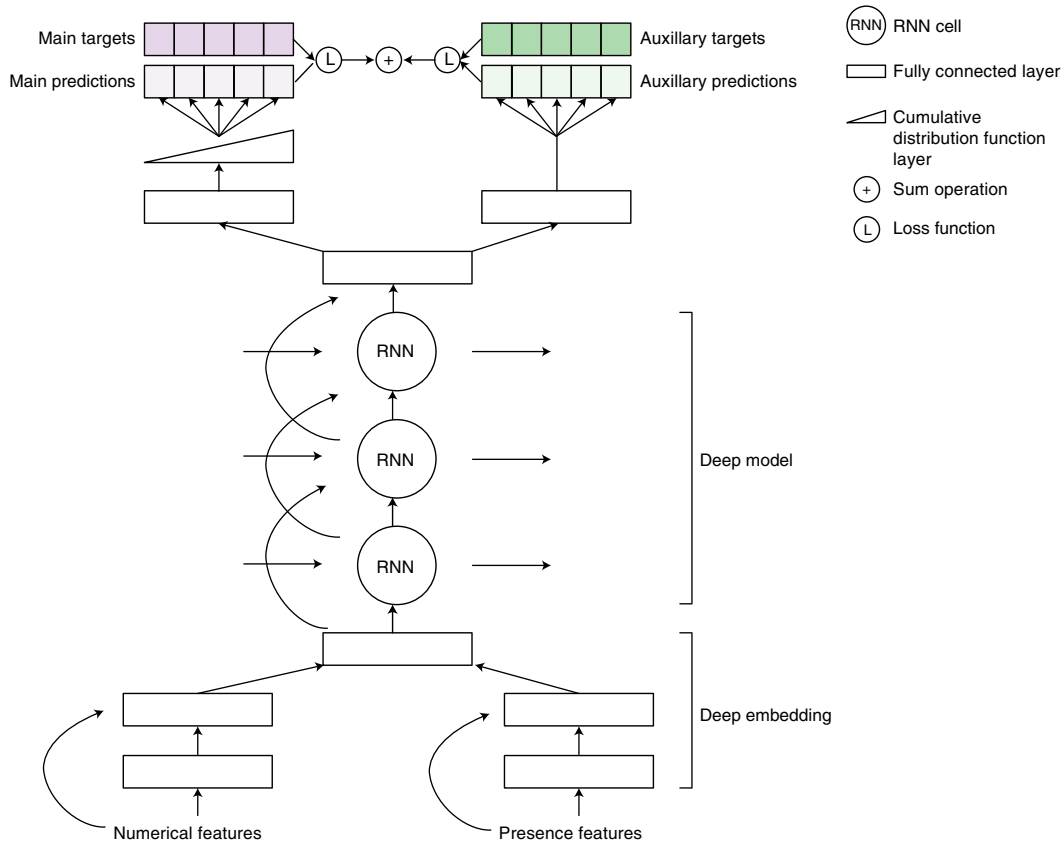 Main targets
Main predictions
L
+
L
Auxillary targets
Auxillary predictions
RNN
RNN cell
Fully connected layer
Cumulative
distribution function
layer
+
Sum operation
L
Loss function
RNN
RNN
RNN
Deep model
Deep embedding
Numerical features
Presence features